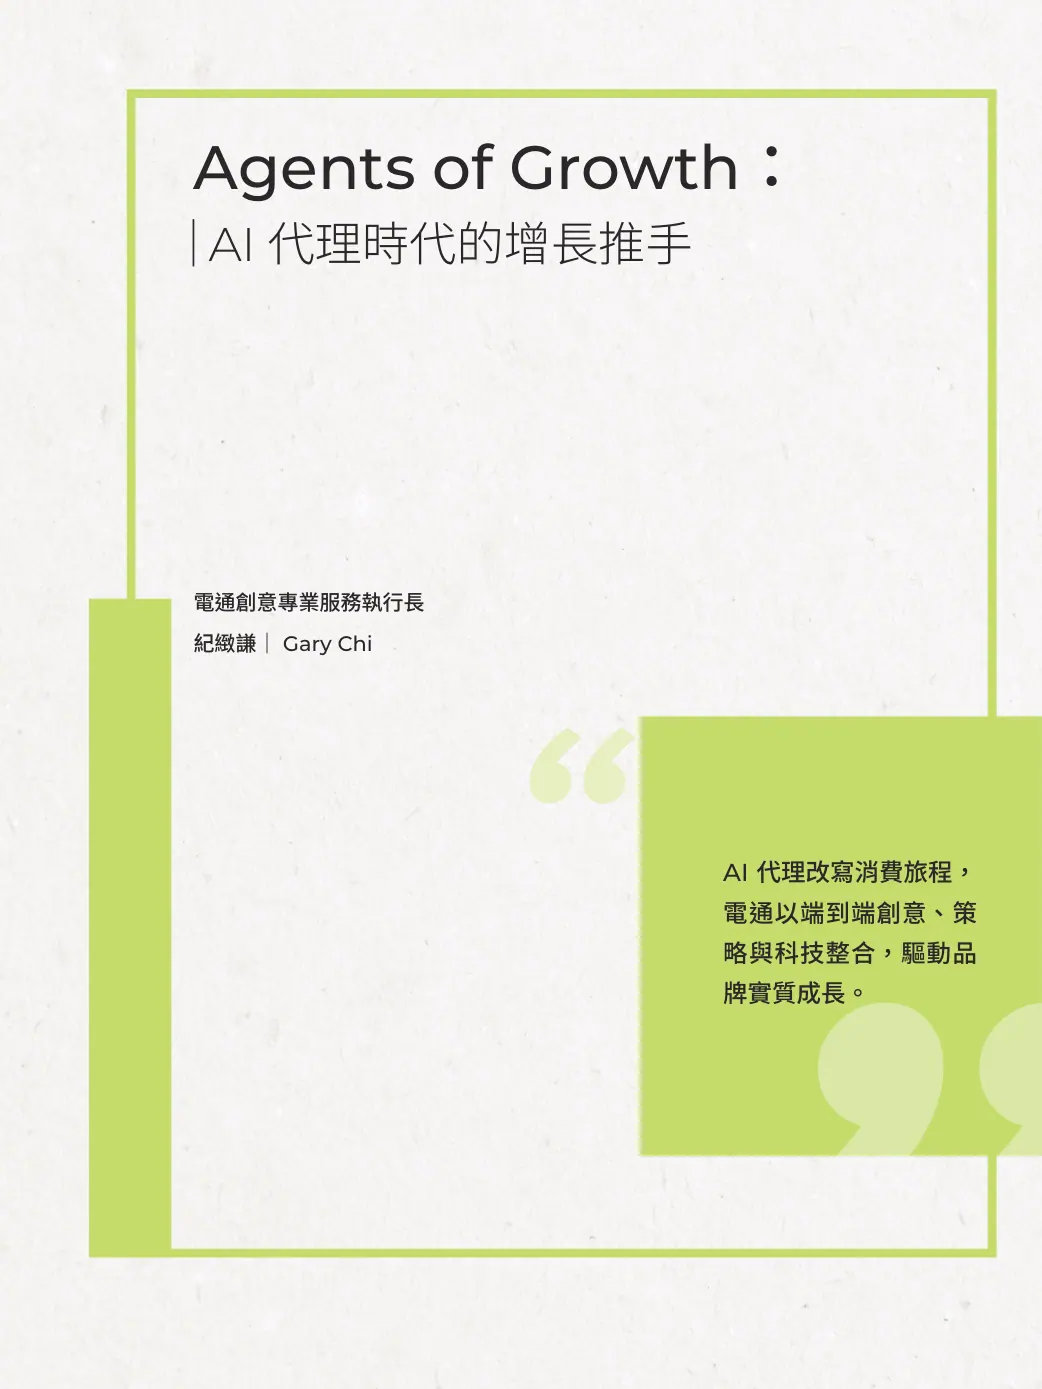 Agents of Growth：
｜AI 代理時代的增長推手
電通創意專業服務執行長
紀緻謙｜ Gary Chi
“
AI 代理改寫消費旅程，
電通以端到端創意、策
略與科技整合，驅動品
牌實質成長。
”